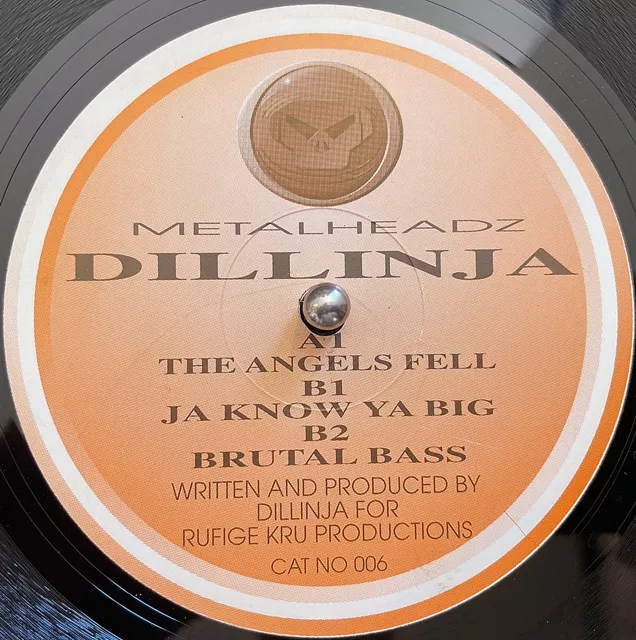 METALHEADZ
DILLINJA
A1
THE ANGELS FELL
B1
JA KNOW YA BIG
B2
BRUTAL BASS
WRITTEN AND PRODUCED BY
DILLINJA FOR
RUFIGE KRU PRODUCTIONS
CAT NO 006